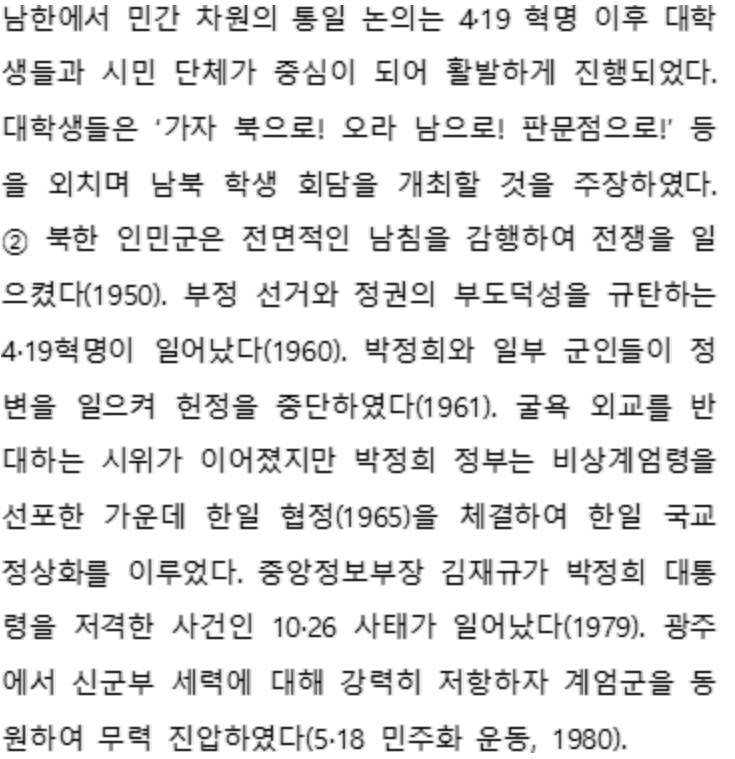 남한에서 민간 차원의 통일 논의는 4·19 혁명 이후 대학
생들과 시민 단체가 중심이 되어 활발하게 진행되었다.
대학생들은 ‘가자 북으로! 오라 남으로! 판문점으로!’ 등
을 외치며 남북 학생 회담을 개최할 것을 주장하였다.
② 북한 인민군은 전면적인 남침을 감행하여 전쟁을 일
으켰다(1950). 부정 선거와 정권의 부도덕성을 규탄하는
4·19혁명이 일어났다(1960). 박정희와 일부 군인들이 정
변을 일으켜 헌정을 중단하였다(1961). 굴욕 외교를 반
대하는 시위가 이어졌지만 박정희 정부는 비상계엄령을
선포한 가운데 한일 협정(1965)을 체결하여 한일 국교
정상화를 이루었다. 중앙정보부장 김재규가 박정희 대통
령을 저격한 사건인 10·26 사태가 일어났다(1979). 광주
에서 신군부 세력에 대해 강력히 저항하자 계엄군을 동
원하여 무력 진압하였다(5·18 민주화 운동, 1980).